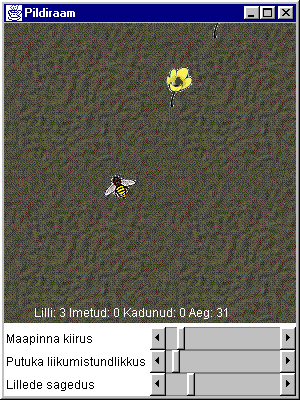 Pildiraam
Lilli: 3 Imetud: 0 Kadunud: 0 Aeg: 31
Maapinna kiirus
Putuka liikumistundlikkus
Lillede sagedus